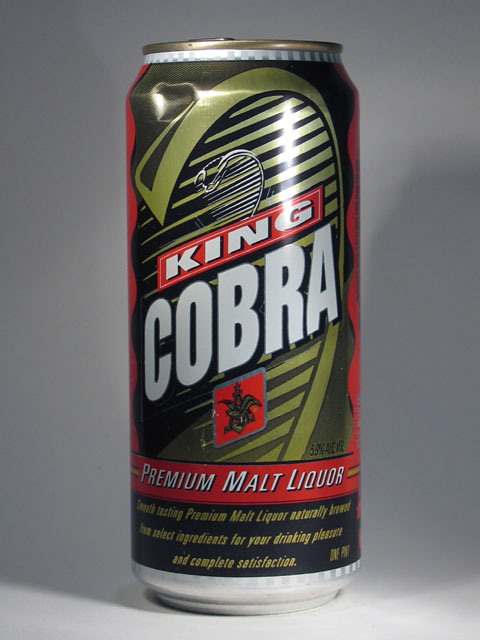 KING
COBRA
5.9% ALC./VOL.
PREMIUM MALT LIQUOR
Smooth tasting Premium Malt Liquor naturally brewed
from select ingredients for your drinking pleasure
and complete satisfaction.
ONE PINT